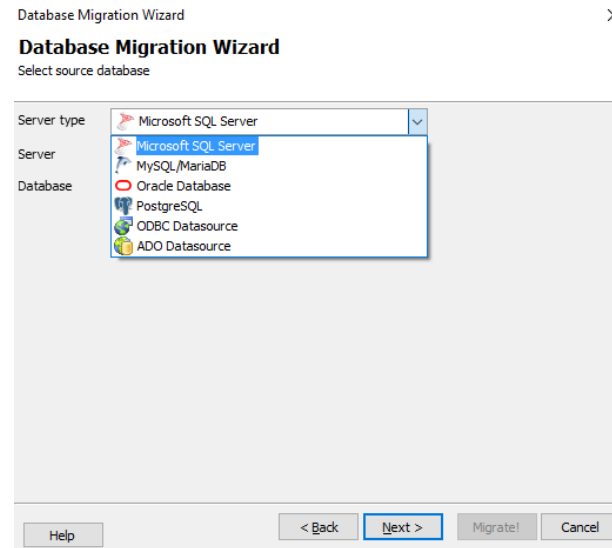 Database Migration Wizard
Database Migration Wizard
Select source database
Server type
Microsoft SQL Server
Microsoft SQL Server
Server
MySQL/MariaDB
Database
Oracle Database
PostgreSQL
ODBC Datasource
ADO Datasource
Help
< Back
Next >
Migrate!
Cancel